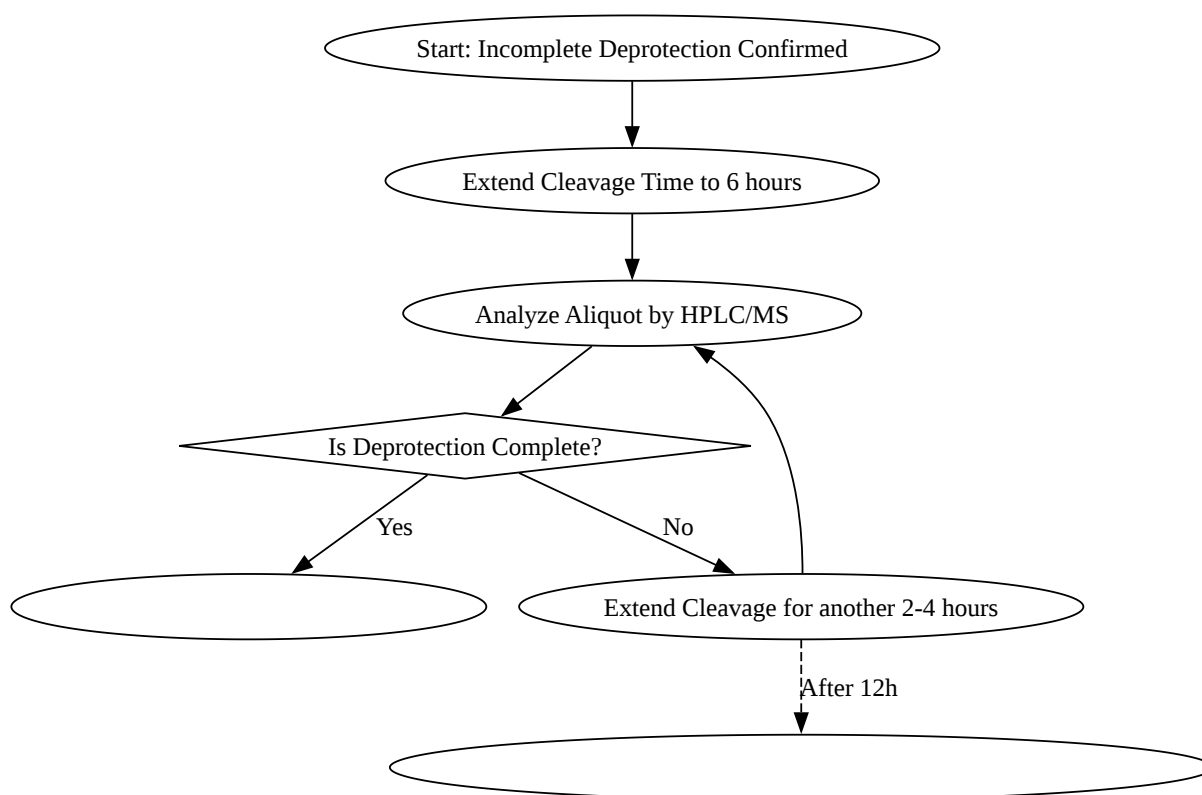 Start: Incomplete Deprotection Confirmed
Extend Cleavage Time to 6 hours
Analyze Aliquot by HPLC/MS
Is Deprotection Complete?
Yes
No
Extend Cleavage for another 2-4 hours
After 12h